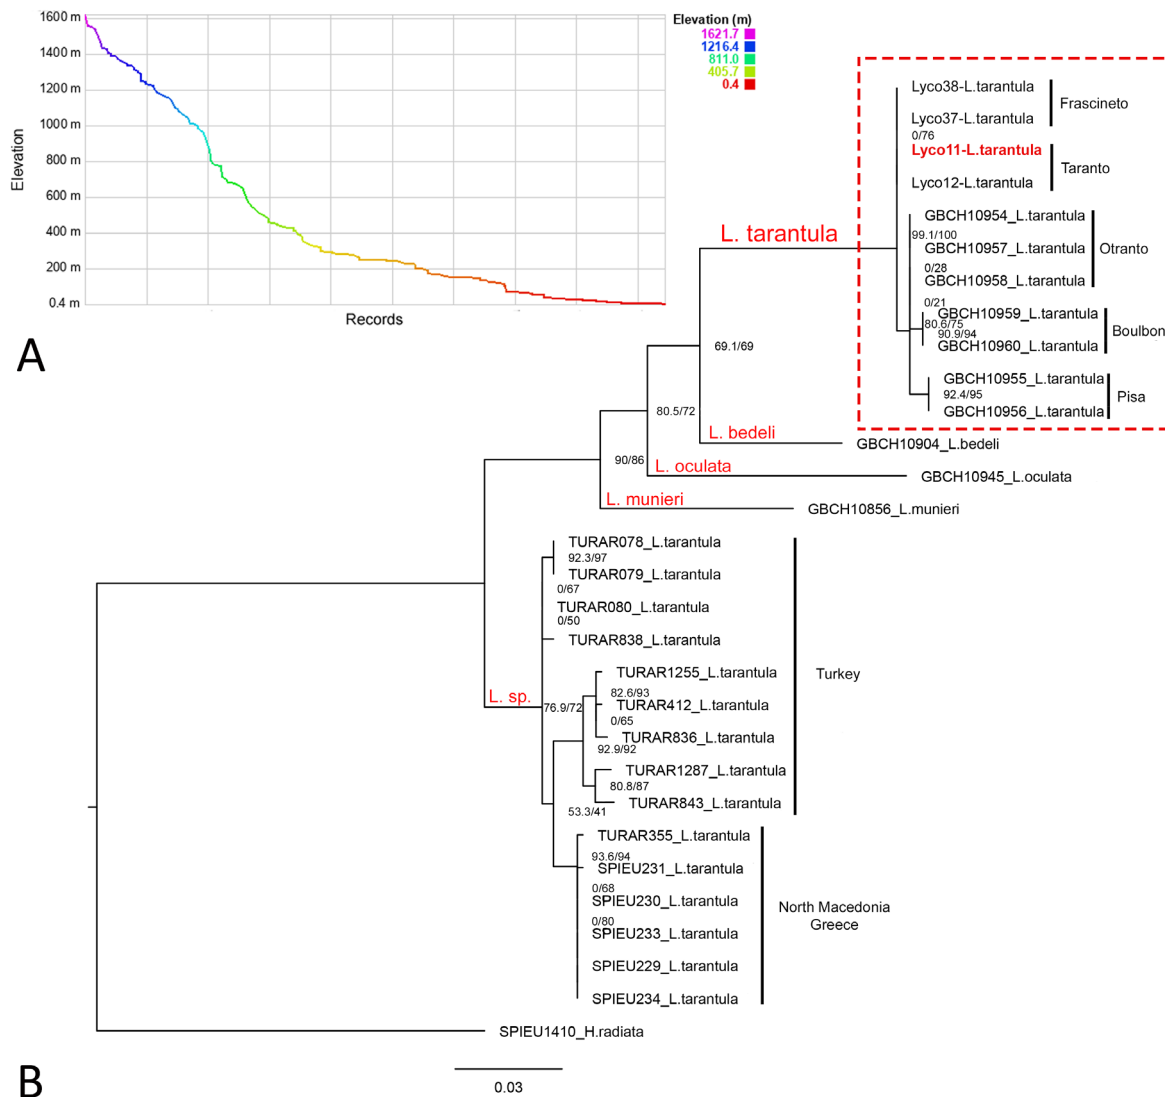 1600 m
1400 m
1200 m
1000 m
800 m
600 m
400 m
200 m
0.4 m
Elevation
Records
Elevation (m)
1621.7
1216.4
811.0
405.7
0.4
A
Lyco38-L.tarantula
Lyco37-L.tarantula
0/76
Frascineto
Lyco11-L.tarantula
Lyco12-L.tarantula
Taranto
GBCH10954_L.tarantula
99.1/100
GBCH10957_L.tarantula
0/28
GBCH10958_L.tarantula
Otranto
0/21
GBCH10959_L.tarantula
80.6/75
90.9/94
GBCH10960_L.tarantula
Boulbon
GBCH10955_L.tarantula
92.4/95
GBCH10956_L.tarantula
Pisa
L. tarantula
69.1/69
L. bedeli
GBCH10904_L.bedeli
80.5/72
L. oculata
GBCH10945_L.oculata
90/86
L. munieri
GBCH10856_L.munieri
TURAR078_L.tarantula
92.3/97
TURAR079_L.tarantula
0/67
TURAR080_L.tarantula
0/50
TURAR838_L.tarantula
TURAR1255_L.tarantula
82.6/93
TURAR412_L.tarantula
0/65
TURAR836_L.tarantula
92.9/92
TURAR1287_L.tarantula
80.8/87
TURAR843_L.tarantula
53.3/41
Turkey
L. sp.
76.9/72
TURAR355_L.tarantula
93.6/94
SPIEU231_L.tarantula
0/68
SPIEU230_L.tarantula
0/80
SPIEU233_L.tarantula
SPIEU229_L.tarantula
SPIEU234_L.tarantula
North Macedonia
Greece
SPIEU1410_H.radiata
B
0.03